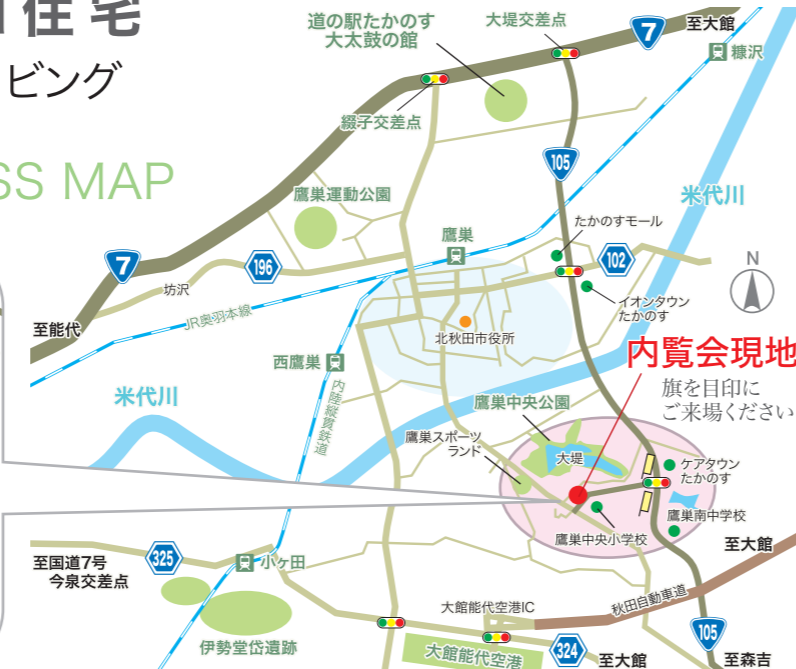 住宅
ビング
SS MAP
道の駅たかのす
大太鼓の館
大堤交差点
7
至大館
糠沢
綴子交差点
105
鷹巣運動公園
米代川
鷹巣
たかのすモール
7
196
102
N
坊沢
イオンタウン
たかのす
至能代
JR奥羽本線
北秋田市役所
西鷹巣
内覧会現地
旗を目印に
ご来場ください
米代川
内陸縦貫鉄道
鷹巣中央公園
鷹巣スポーツ
ランド
大堤
ケアタウン
たかのす
鷹巣南中学校
鷹巣中央小学校
至国道7号
今泉交差点
325
小ヶ田
至大館
大館能代空港IC
秋田自動車道
伊勢堂岱遺跡
大館能代空港
324
至大館
105
至森吉